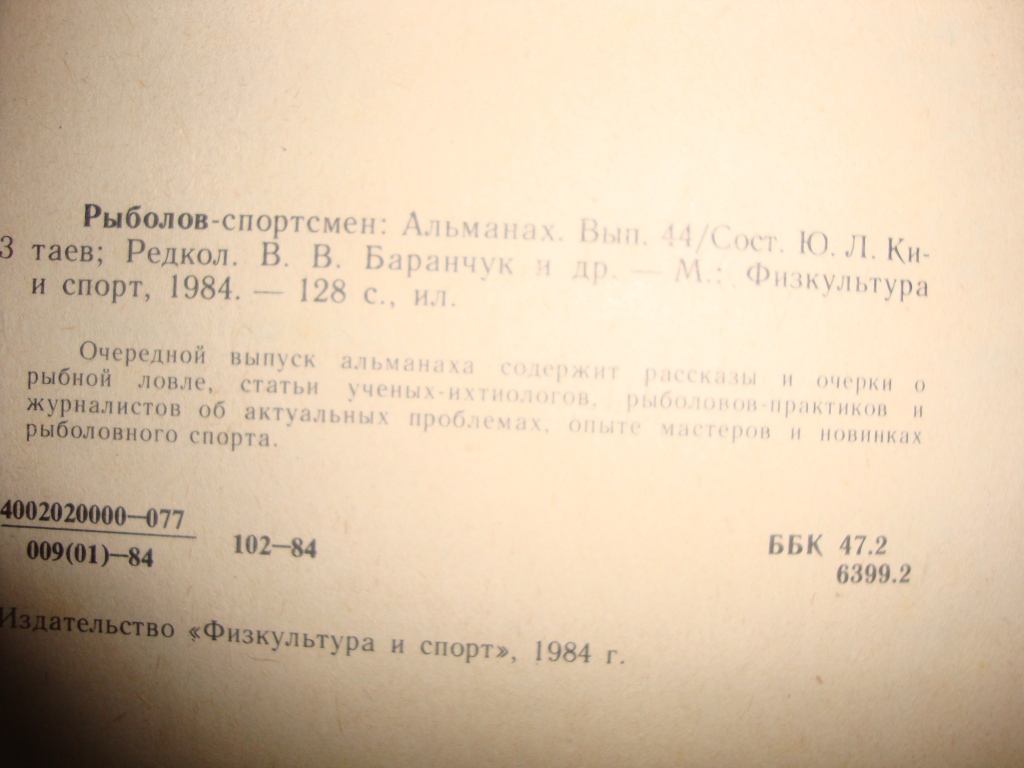 Рыболов-спортсмен: Альманах. Вып. 44/Сост. Ю. Л. Ки-
З таев; Редкол. В. В. Баранчук и др. — М.: Физкультура
и спорт, 1984. — 128 с., ил.
Очередной выпуск альманаха содержит рассказы и очерки о
рыбной ловле, статьи ученых-ихтиологов, рыболовов-практиков и
журналистов об актуальных проблемах, опыте мастеров и новинках
рыболовного спорта.
4002020000—077
009(01)—84 102—84 ББК 47.2
6399.2
Издательство «Физкультура и спорт», 1984 г.